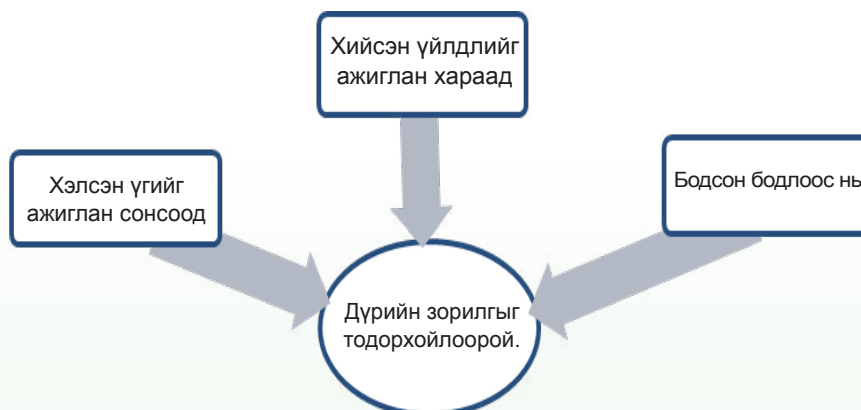 Хийсэн үйлдлийг
ажиглан хараад
Хэлсэн үгийг
ажиглан сонсоод
Бодсон бодлоос нь
Дүрийн зорилгыг
тодорхойлоорой.